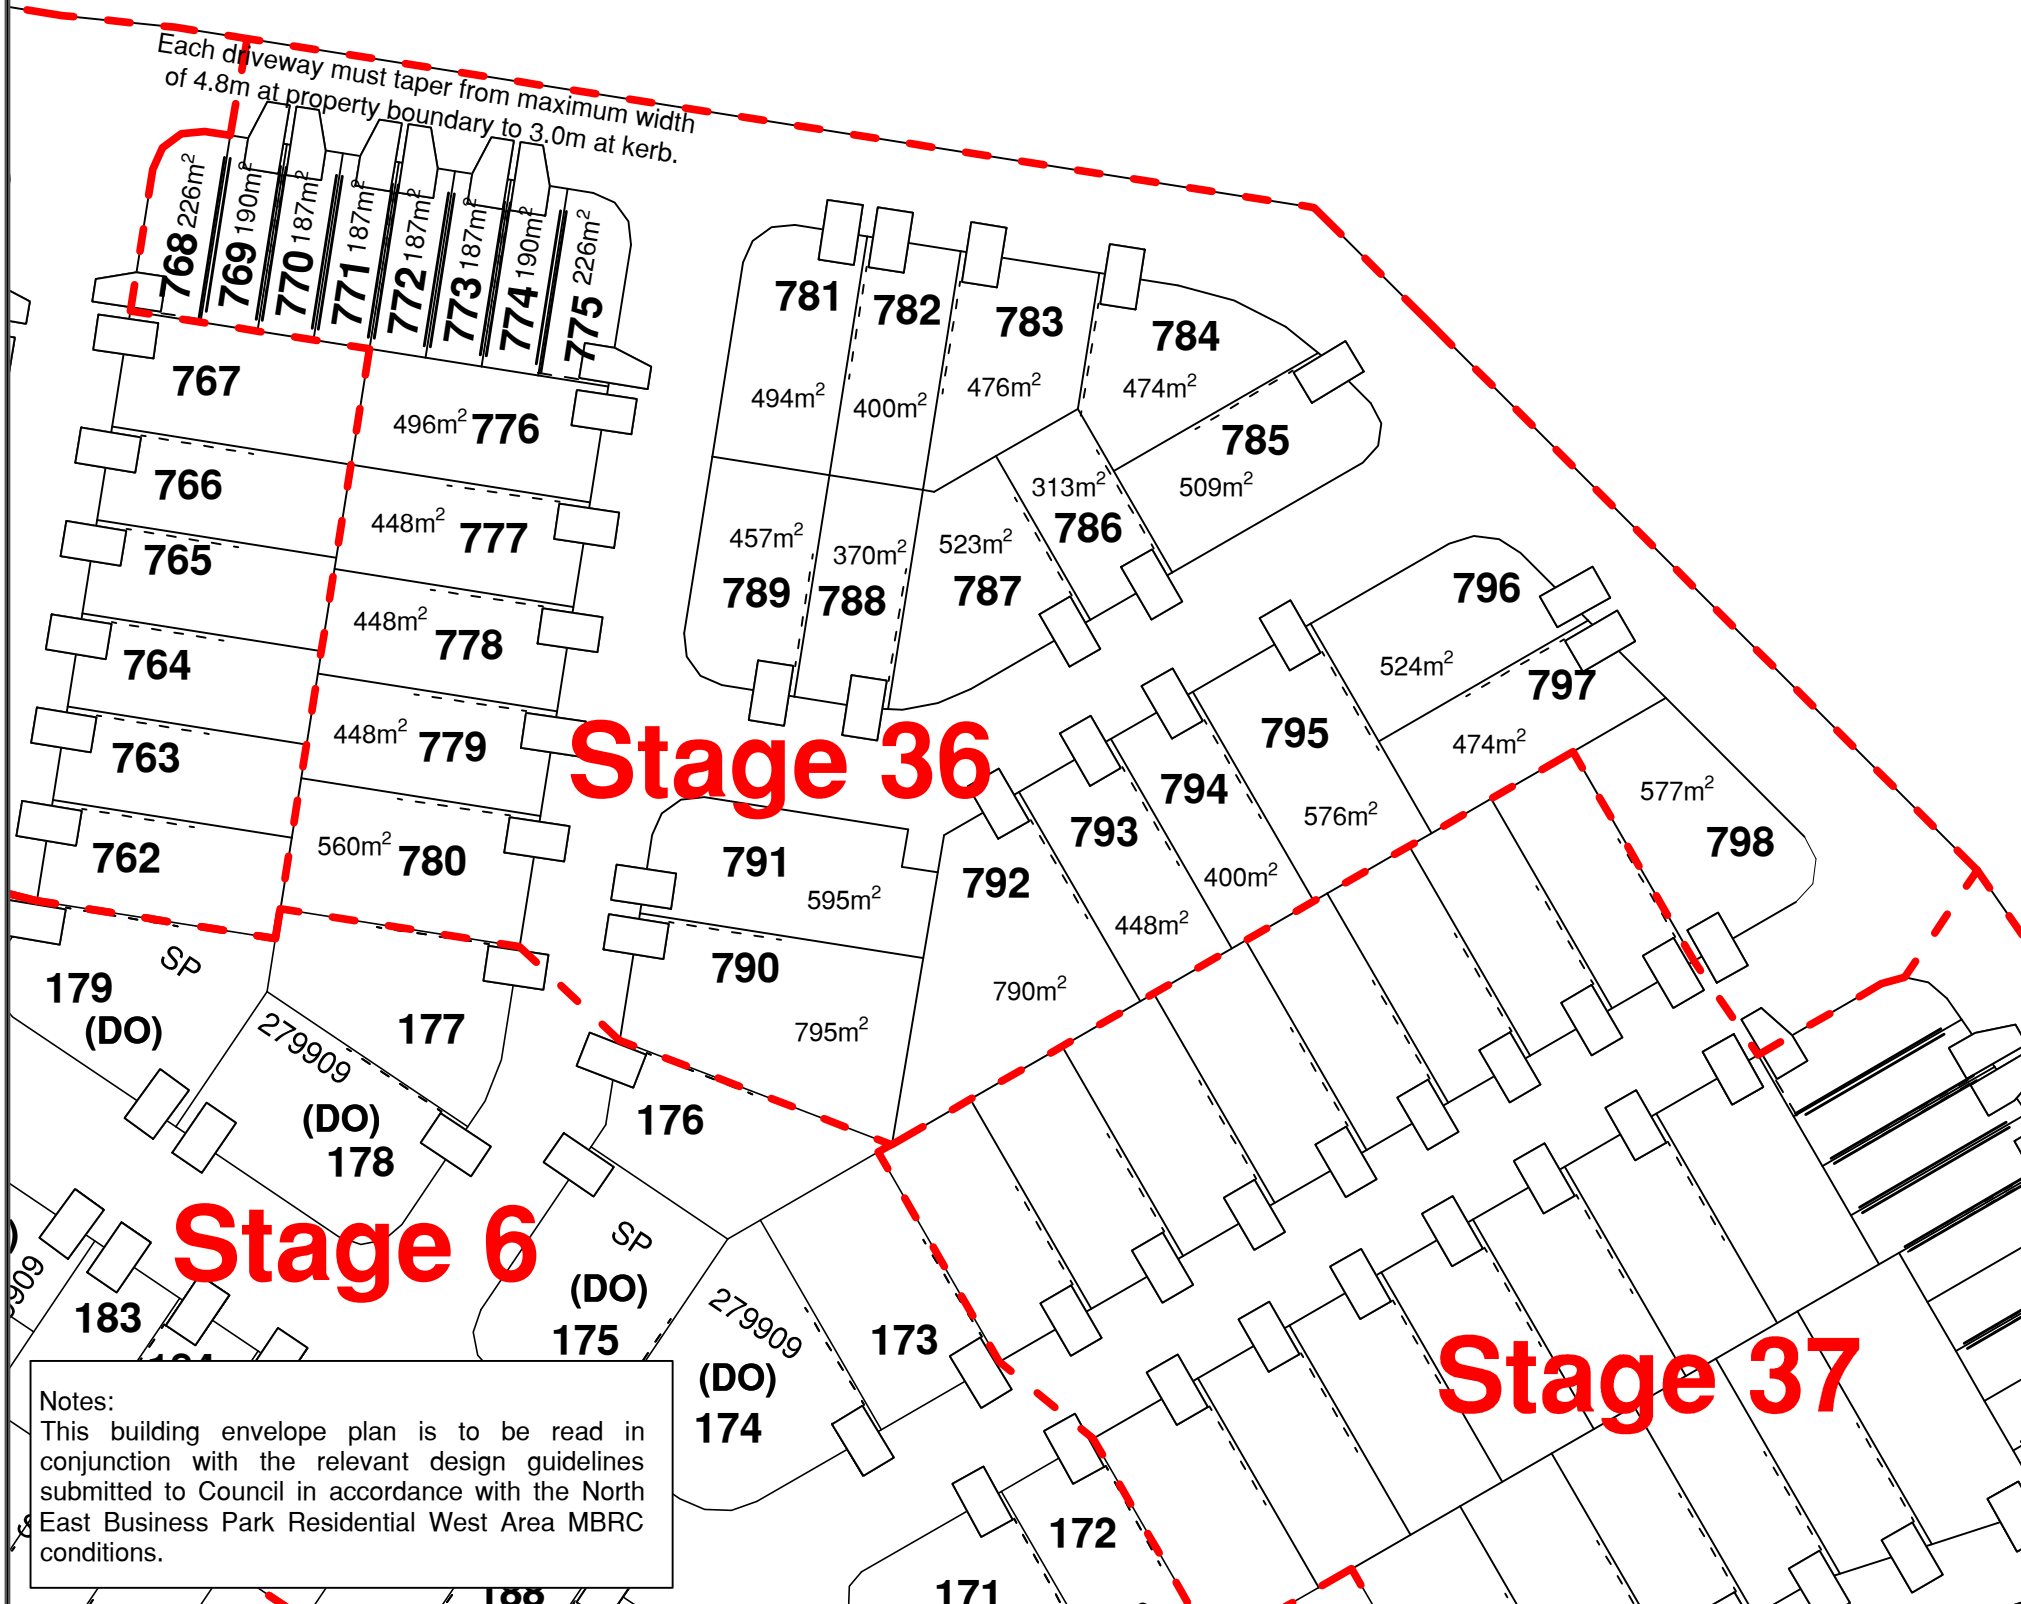 Each driveway must taper from maximum width
of 4.8m at property boundary to 3.0m at kerb.
768 226m²
769 190m²
770 187m²
771 187m²
772 187m²
773 187m²
774 190m²
775 226m²
767
766
765
764
763
762
496m² 776
448m² 777
448m² 778
448m² 779
560m² 780
781
494m²
782
400m²
783
476m²
784
474m²
785
509m²
313m²
786
523m²
787
370m²
788
457m²
789
Stage 36
791
595m²
790
795m²
792
790m²
793
448m²
794
400m²
795
576m²
796
524m²
797
474m²
577m²
798
SP
179
(DO)
177
279909
(DO)
178
176
Stage 6
SP
(DO)
175
279909
(DO)
174
173
183
172
171
188
Stage 37
Notes:
This building envelope plan is to be read in
conjunction with the relevant design guidelines
submitted to Council in accordance with the North
East Business Park Residential West Area MBRC
conditions.